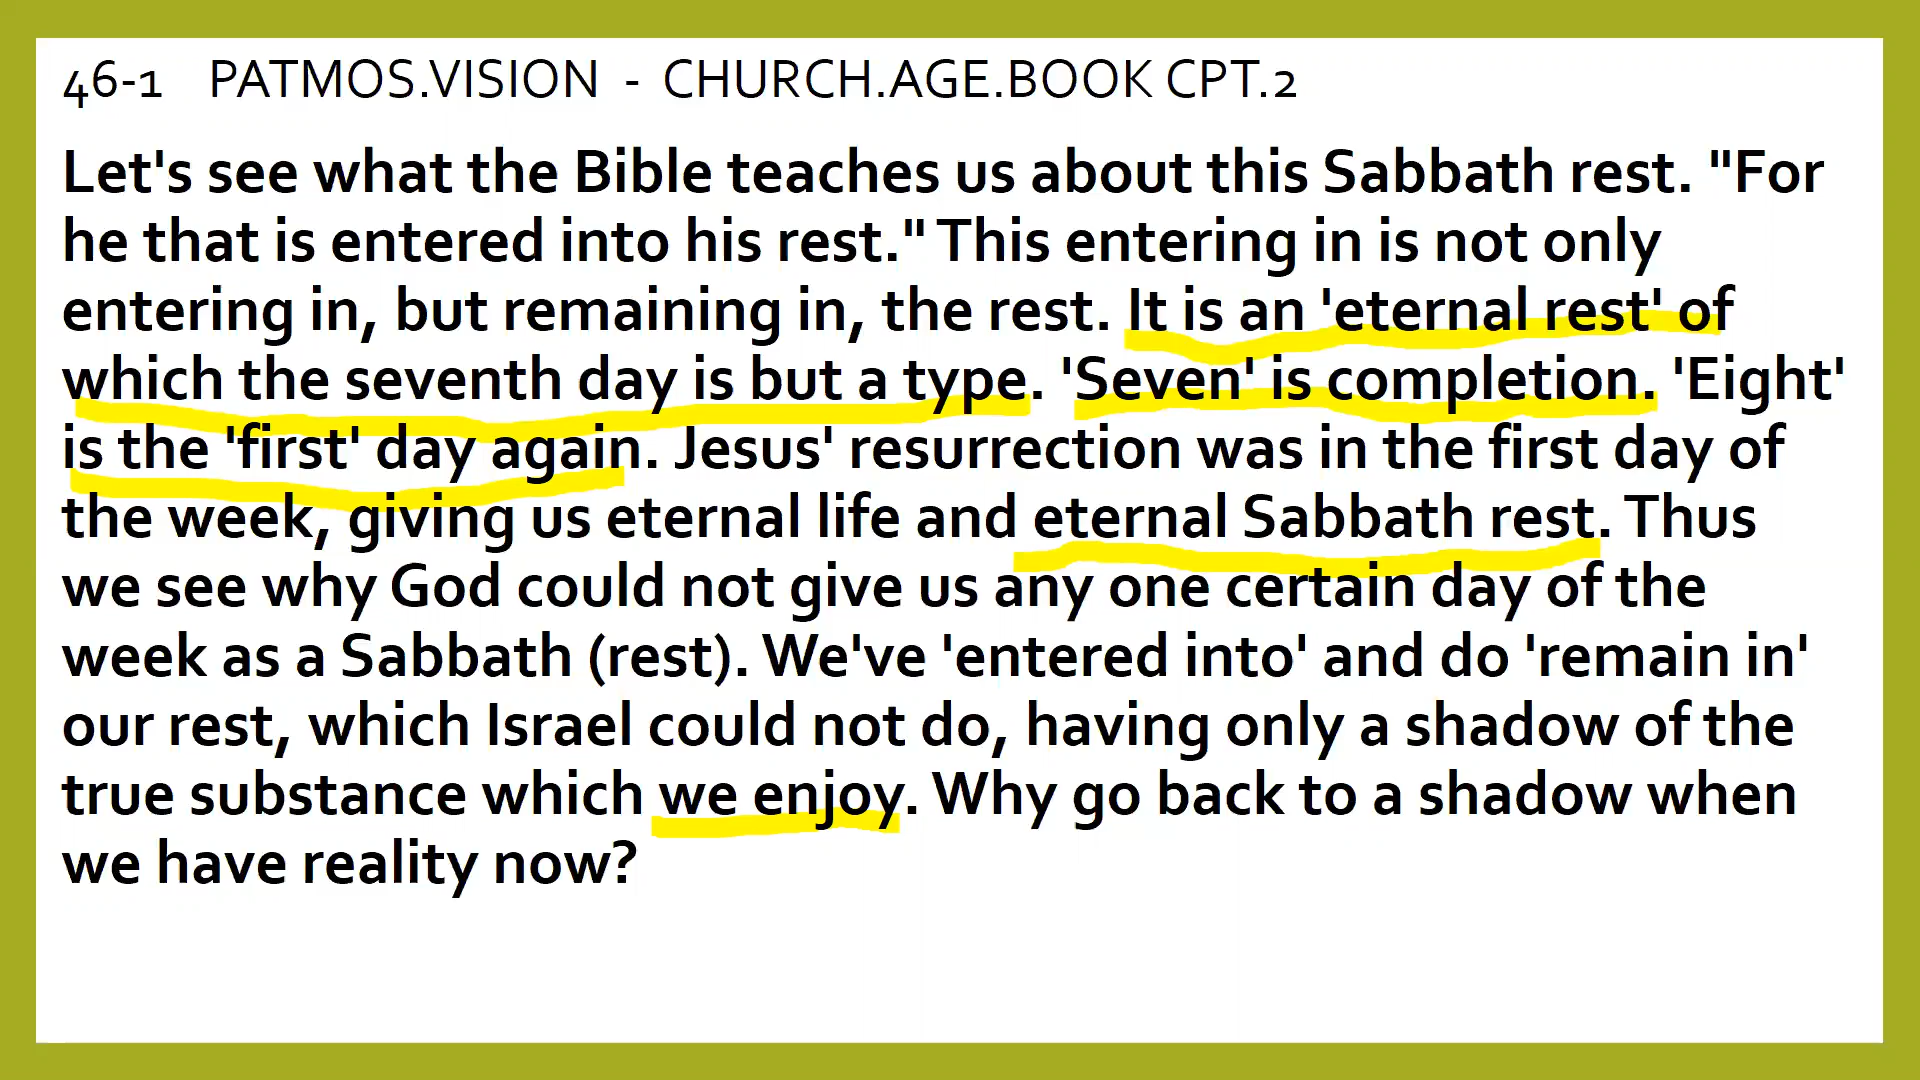 46-1 PATMOS.VISION - CHURCH.AGE.BOOK CPT.2
Let's see what the Bible teaches us about this Sabbath rest. "For
he that is entered into his rest." This entering in is not only
entering in, but remaining in, the rest. It is an 'eternal rest' of
which the seventh day is but a type. 'Seven' is completion. 'Eight'
is the 'first' day again. Jesus' resurrection was in the first day of
the week, giving us eternal life and eternal Sabbath rest. Thus
we see why God could not give us any one certain day of the
week as a Sabbath (rest). We've 'entered into' and do 'remain in'
our rest, which Israel could not do, having only a shadow of the
true substance which we enjoy. Why go back to a shadow when
we have reality now?